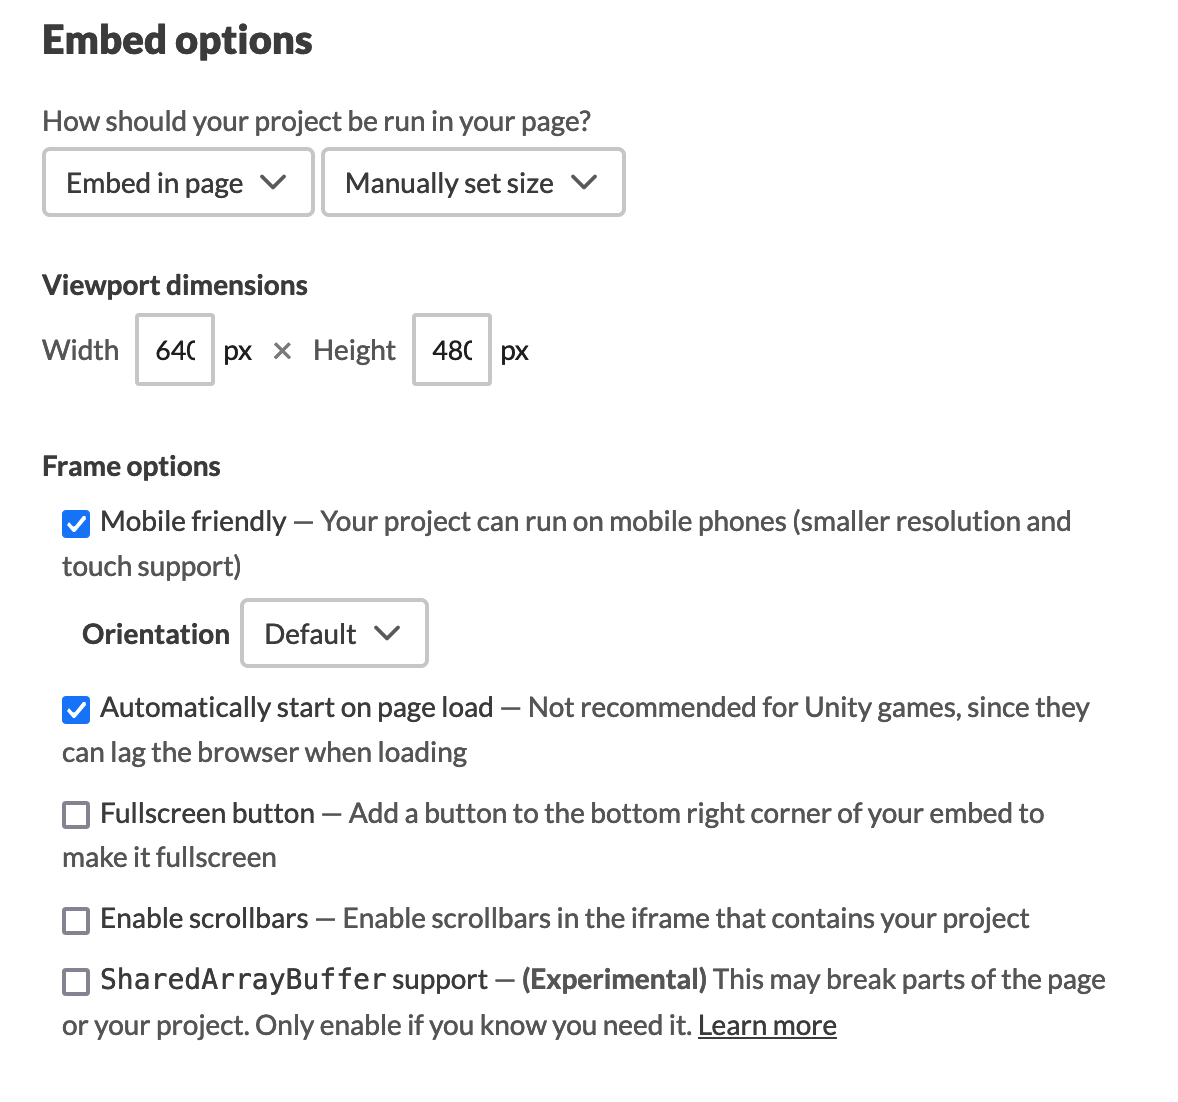 Embed options
How should your project be run in your page?
Embed in page Manually set size
Viewport dimensions
Width 640 px × Height 480 px
Frame options
Mobile friendly — Your project can run on mobile phones (smaller resolution and
touch support)
Orientation Default
Automatically start on page load — Not recommended for Unity games, since they
can lag the browser when loading
Fullscreen button — Add a button to the bottom right corner of your embed to
make it fullscreen
Enable scrollbars — Enable scrollbars in the iframe that contains your project
SharedArrayBuffer support — (Experimental) This may break parts of the page
or your project. Only enable if you know you need it. Learn more